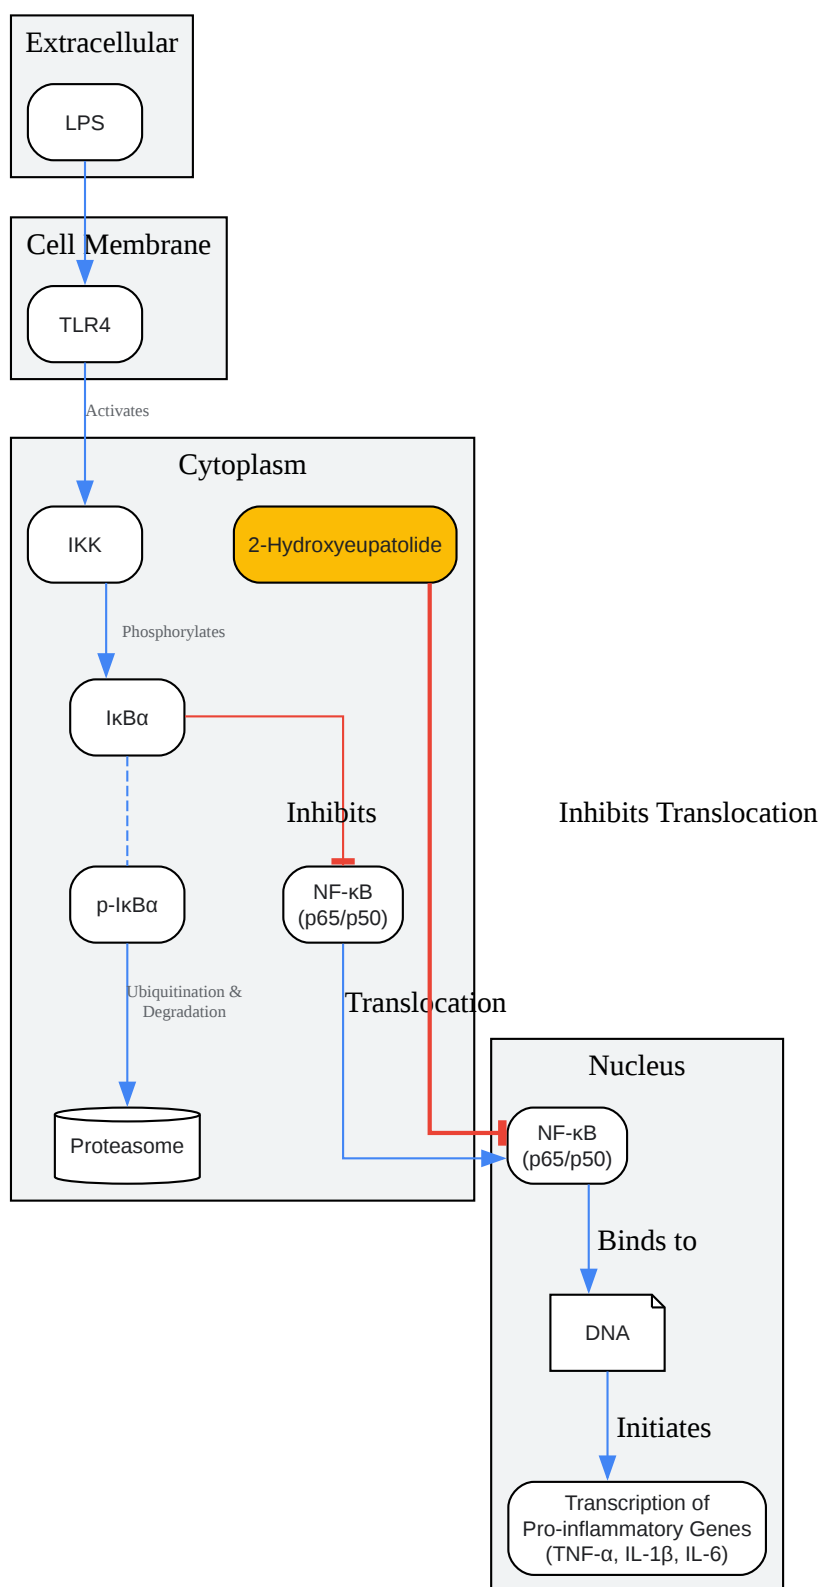 Extracellular
LPS
Cell Membrane
TLR4
Activates
Cytoplasm
IKK
2-Hydroxyeupatolide
Phosphorylates
IκBα
Inhibits
Inhibits Translocation
p-IκBα
NF-κB
(p65/p50)
Ubiquitination &
Degradation
Translocation
Nucleus
Proteasome
NF-κB
(p65/p50)
Binds to
DNA
Initiates
Transcription of
Pro-inflammatory Genes
(TNF-α, IL-1β, IL-6)